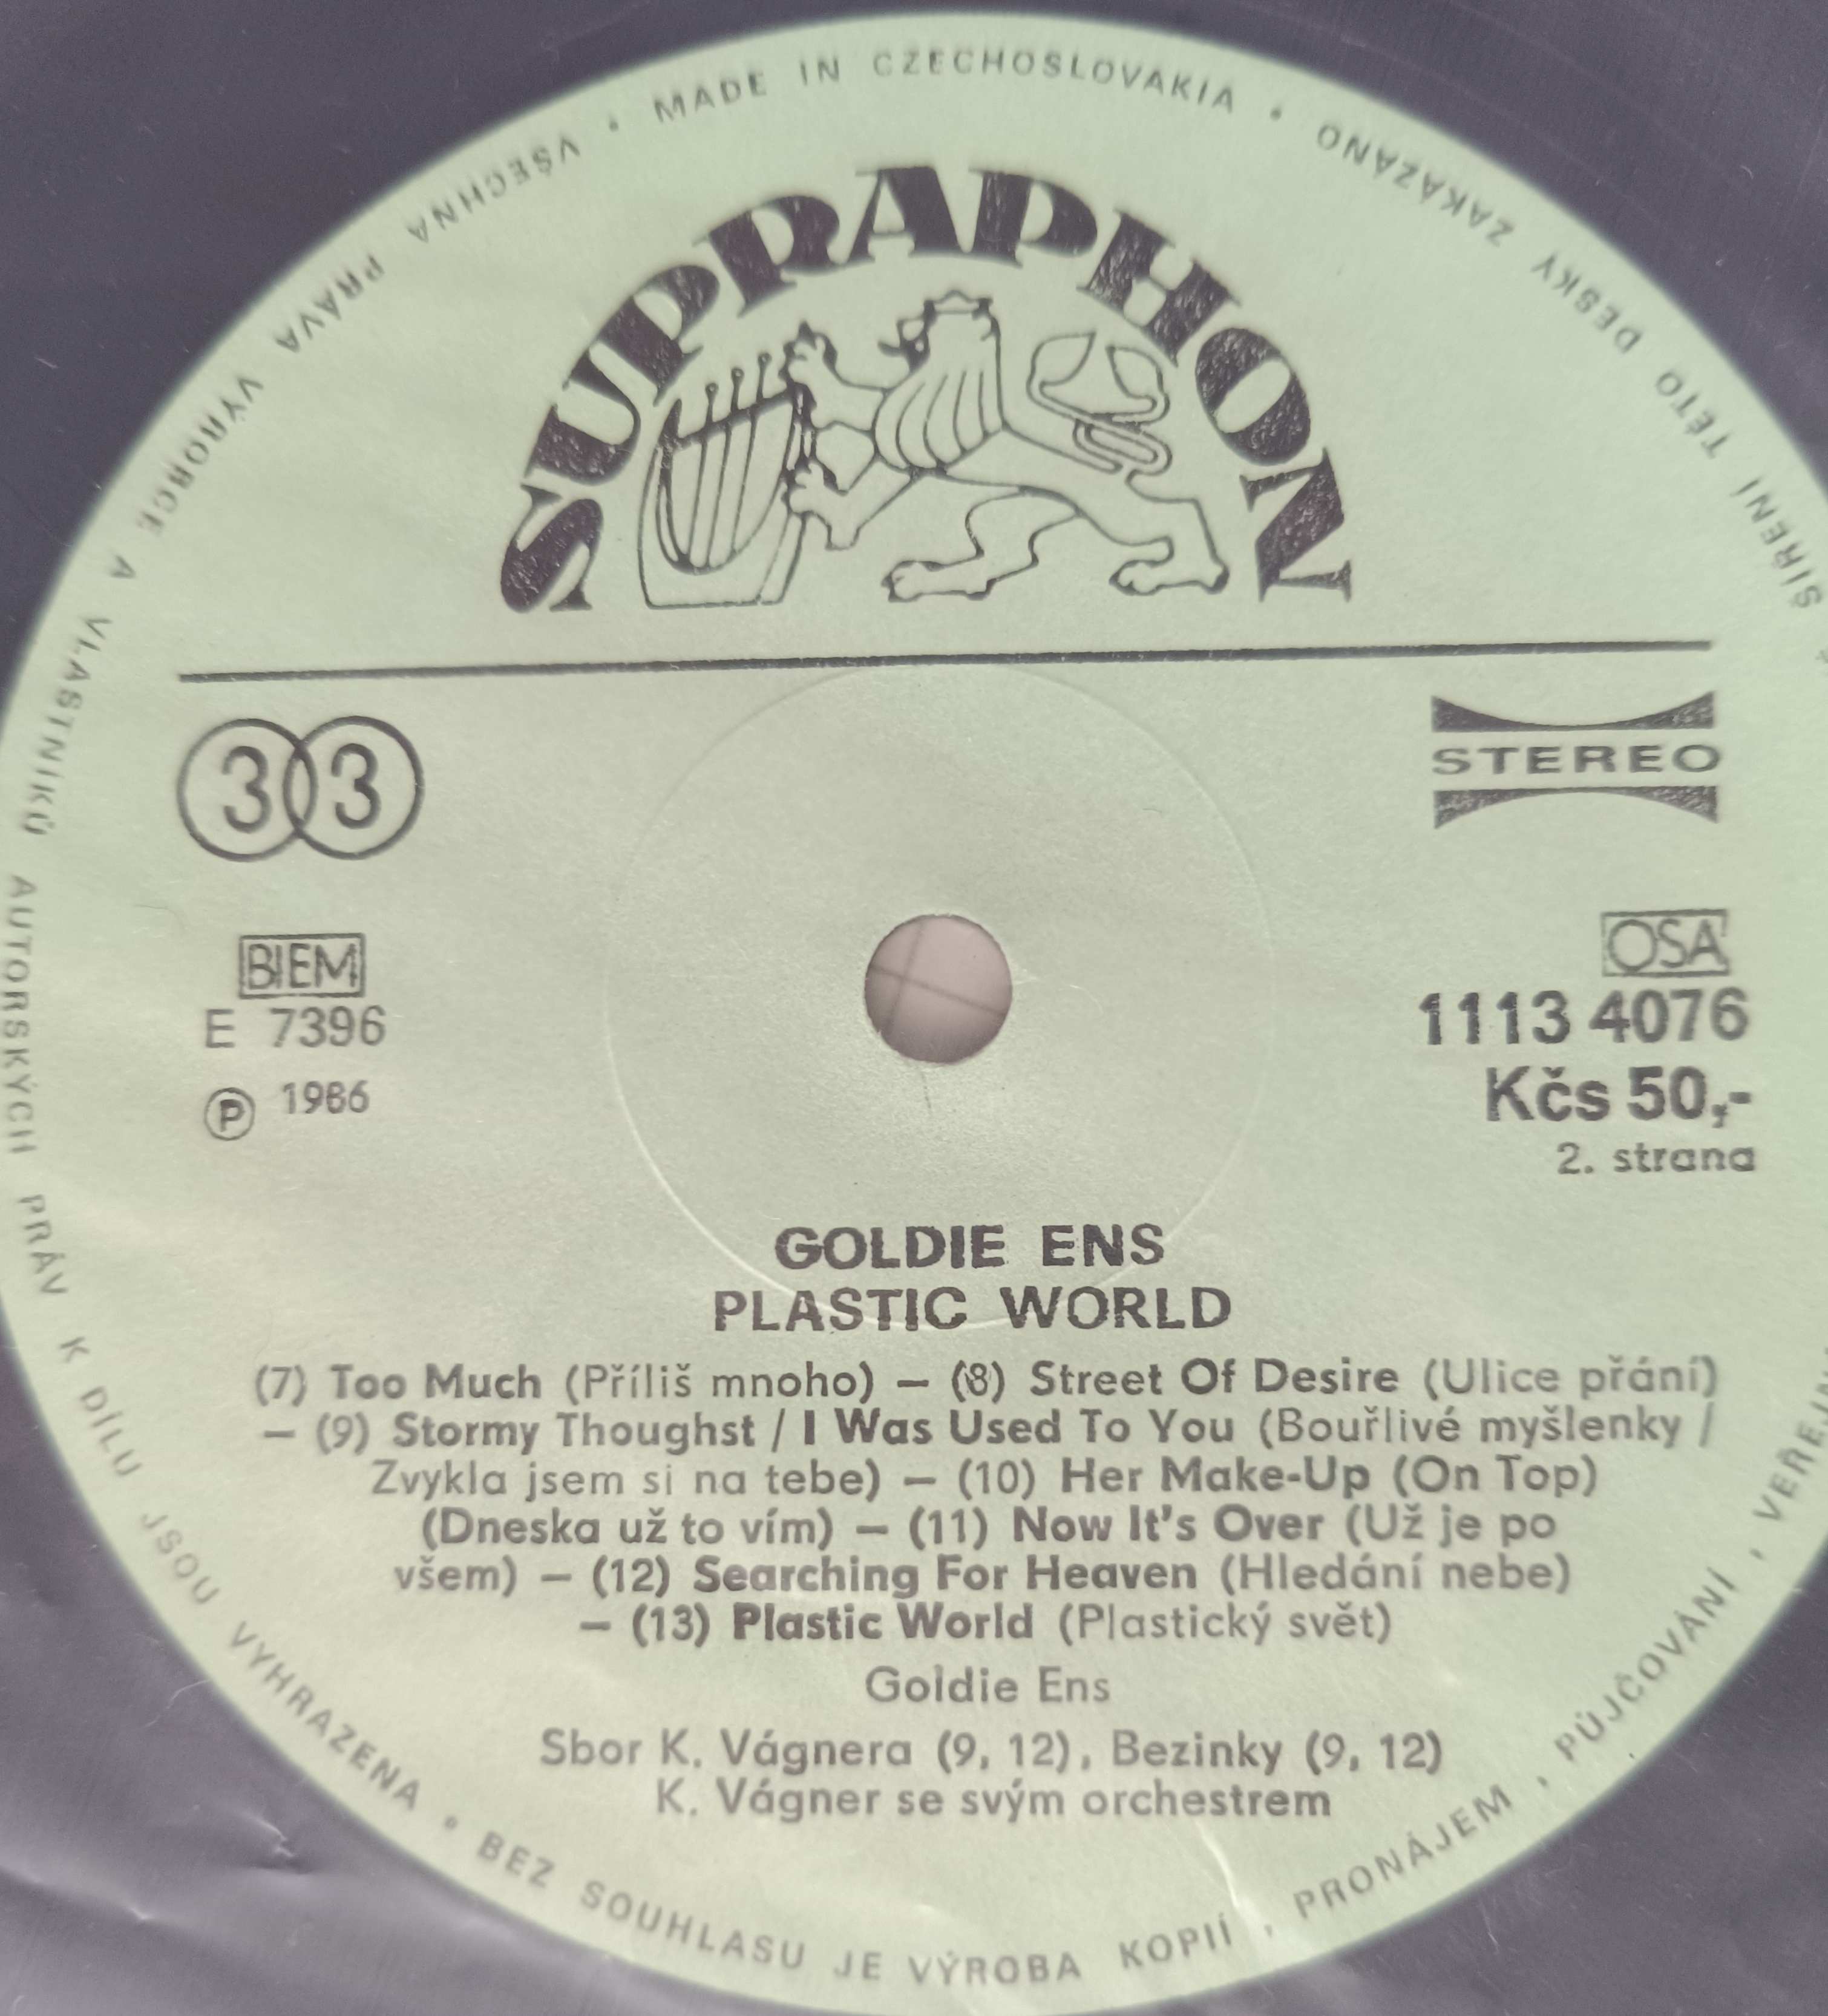 MADE IN CZECHOSLOVAKIA • VŠECHNA PRÁVA VÝROBCE A VLASTNÍKŮ AUTORSKÝCH PRÁV K DÍLU JSOU VYHRAZENA • BEZ SOUHLASU JE VÝROBA KOPIÍ, PRONÁJEM, PŮJČOVÁNÍ, ŠÍŘENÍ TÉTO DESKY ZAKÁZÁNO •
SUPRAPHON
33
STEREO
BIEM
OSA
E 7396
1113 4076
Ⓟ 1986
Kčs 50,-
2. strana
GOLDIE ENS
PLASTIC WORLD
(7) Too Much (Příliš mnoho) — (8) Street Of Desire (Ulice přání)
— (9) Stormy Thoughst / I Was Used To You (Bouřlivé myšlenky /
Zvykla jsem si na tebe) — (10) Her Make-Up (On Top)
(Dneska už to vím) — (11) Now It's Over (Už je po
všem) — (12) Searching For Heaven (Hledání nebe)
— (13) Plastic World (Plastický svět)
Goldie Ens
Sbor K. Vágnera (9, 12), Bezinky (9, 12)
K. Vágner se svým orchestrem